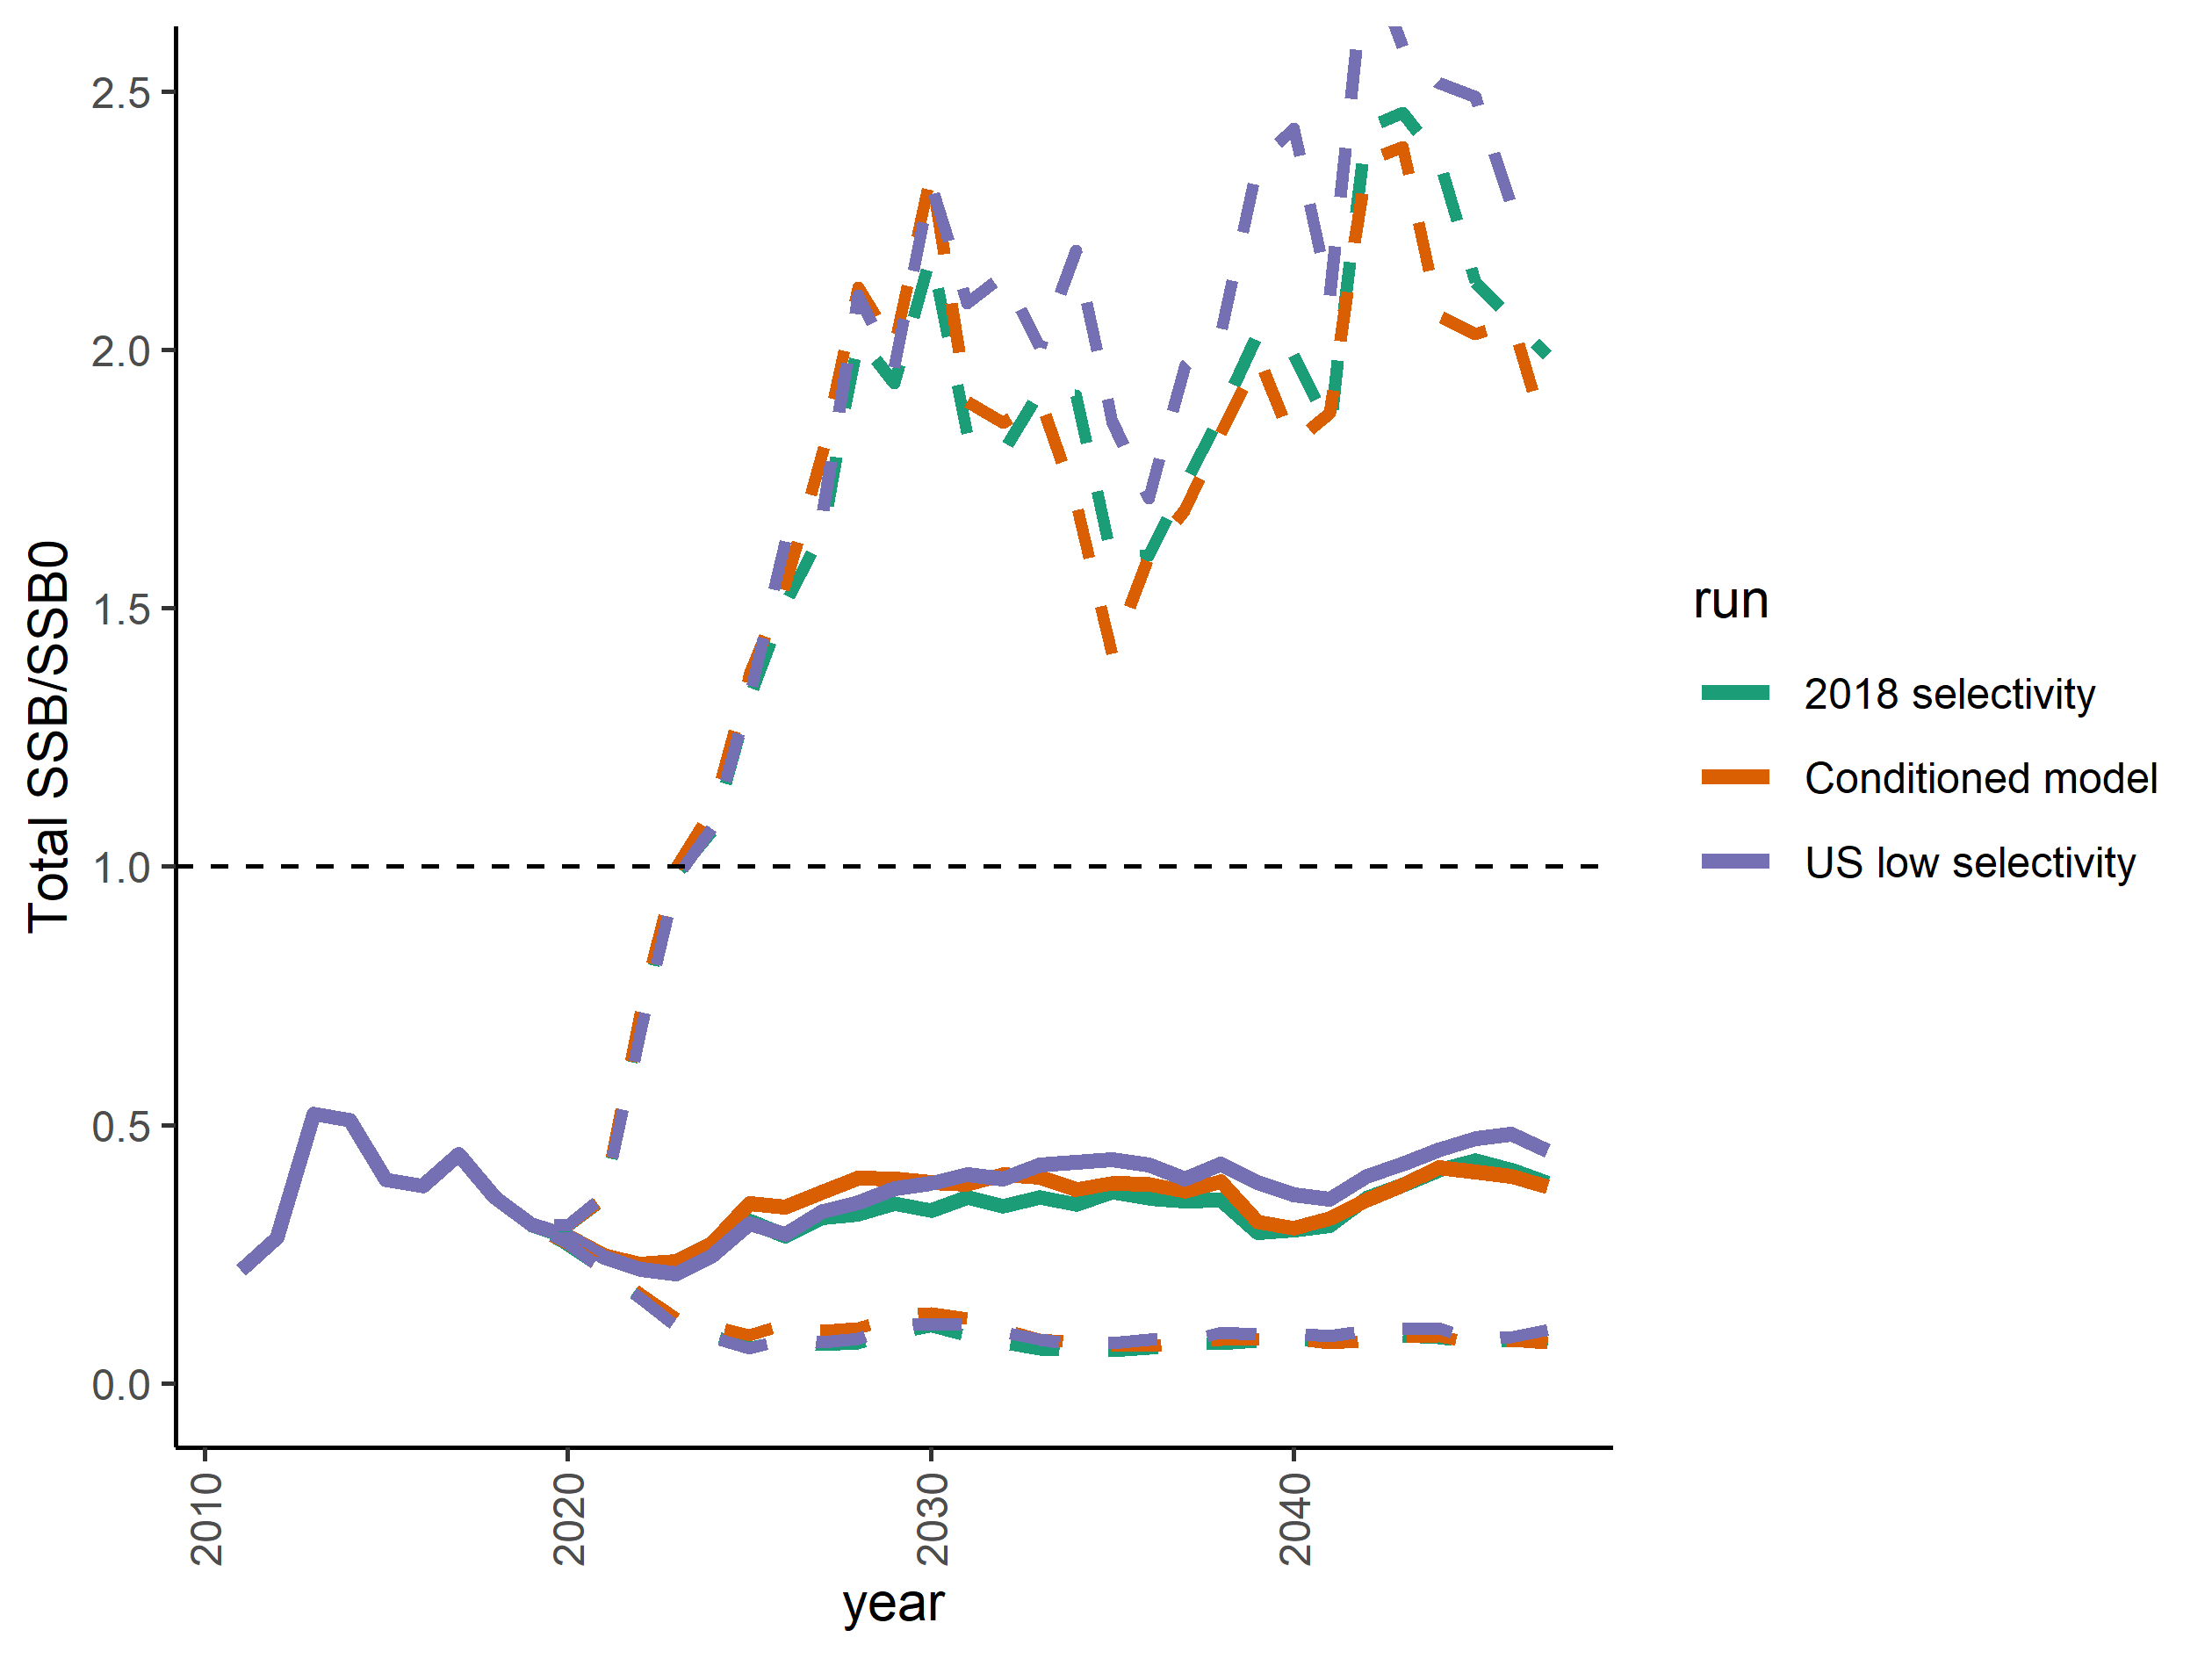 Total SSB/SSB0
2.5
2.0
1.5
1.0
0.5
0.0
2010
2020
2030
2040
year
run
2018 selectivity
Conditioned model
US low selectivity